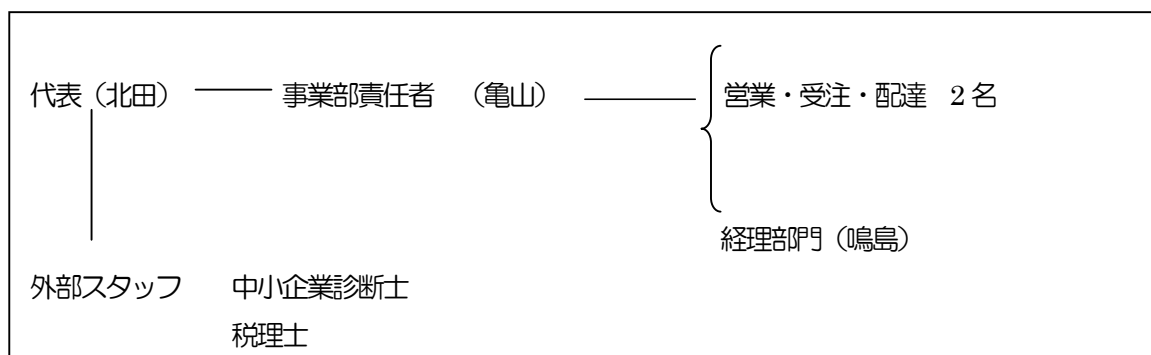 代表（北田） 事業部責任者 （亀山） 営業・受注・配達 2名
経理部門（鳴島）
外部スタッフ 中小企業診断士
税理士